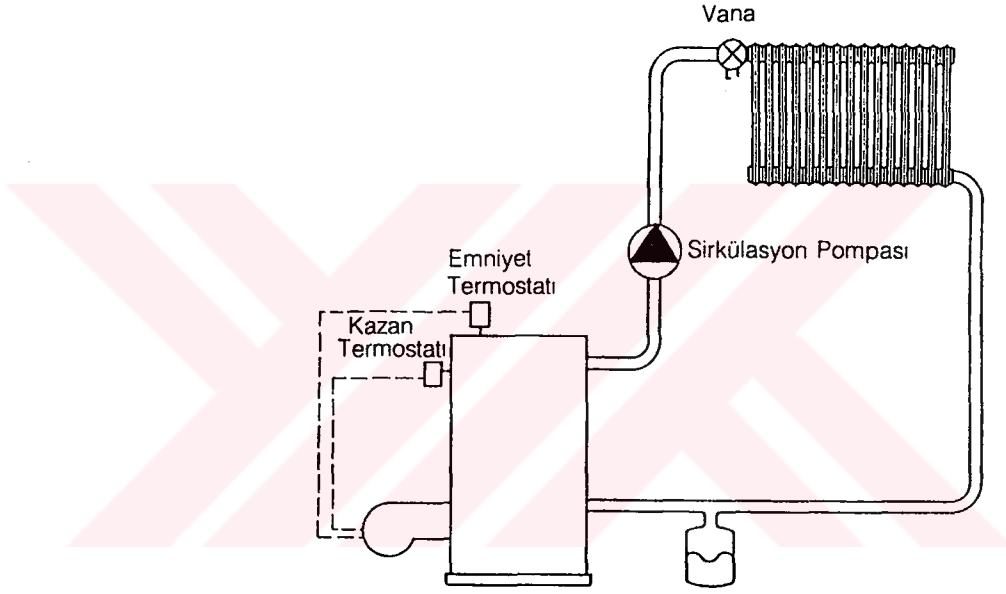 Vana
Sirkülasyon Pompası
Emniyet
Termostatı
Kazan
Termostatı